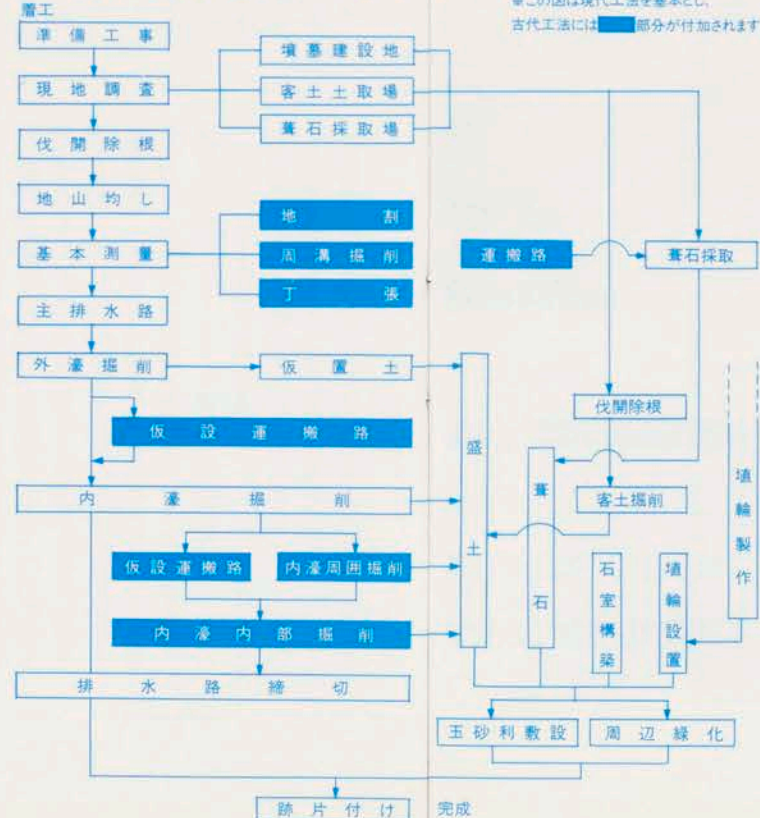 着工
※この図は現代工法を基本とし、
古代工法には 部分が付加されます
準備工事
墳墓建設地
現地調査
客土土取場
葺石採取場
伐開除根
地山均し
地割
基本測量
周溝掘削
運搬路
葺石採取
丁張
主排水路
外濠掘削
仮置土
盛土
伐開除根
仮設運搬路
葺石
埴輪製作
内濠掘削
客土掘削
仮設運搬路
内濠周囲掘削
石室構築
埴輪設置
内濠内部掘削
排水路締切
玉砂利敷設
周辺緑化
跡片付け
完成